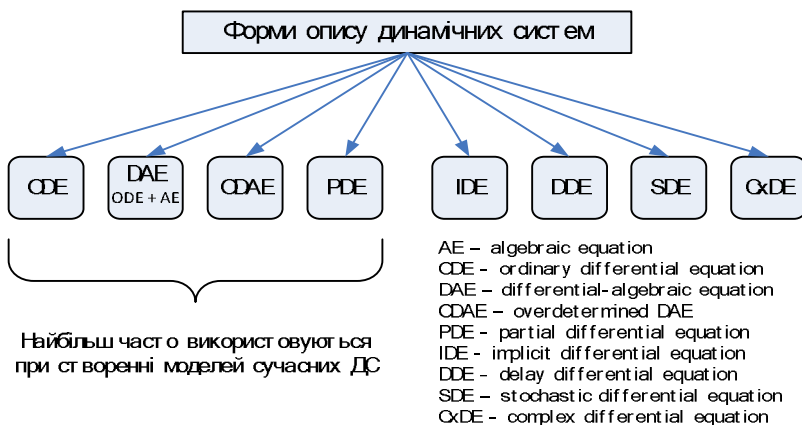 Форми опису динамічних систем
ODE
DAE
ODE + AE
ODAE
PDE
IDE
DDE
SDE
CxDE
AE – algebraic equation
ODE - ordinary differential equation
DAE – differential-algebraic equation
ODAE – overdetermined DAE
PDE - partial differential equation
IDE - implicit differential equation
DDE - delay differential equation
SDE - stochastic differential equation
CxDE - complex differential equation
Найбільш часто використовуються
при створенні моделей сучасних ДС